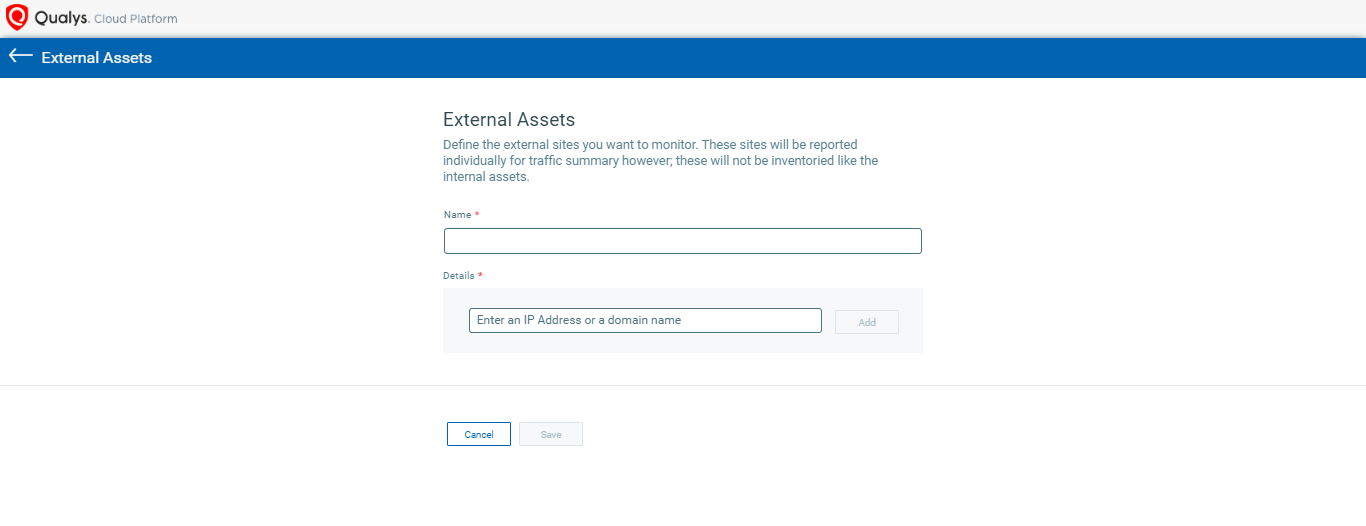 Qualys. Cloud Platform
External Assets
External Assets
Define the external sites you want to monitor. These sites will be reported
individually for traffic summary however; these will not be inventoried like the
internal assets.
Name *
Details *
Enter an IP Address or a domain name
Add
Cancel
Save